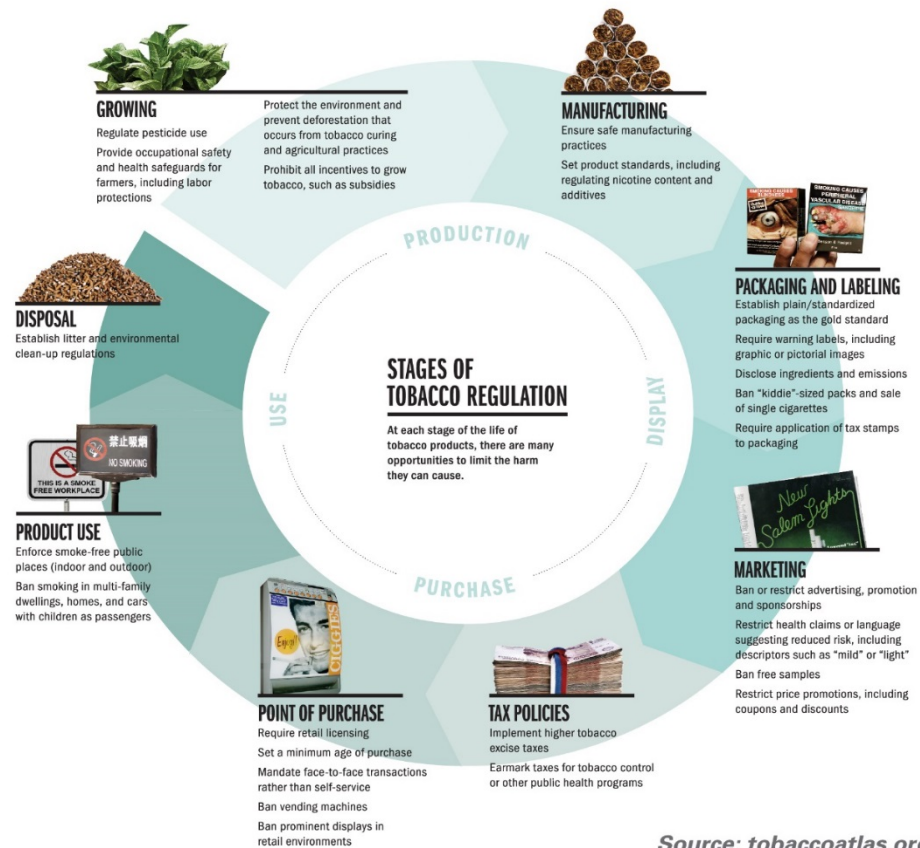 GROWING
Regulate pesticide use
Provide occupational safety
and health safeguards for
farmers, including labor
protections
Protect the environment and
prevent deforestation that
occurs from tobacco curing
and agricultural practices
Prohibit all incentives to grow
tobacco, such as subsidies
MANUFACTURING
Ensure safe manufacturing
practices
Set product standards, including
regulating nicotine content and
additives
SMOKING CAUSES
BLINDNESS
SMOKING CAUSES
PERIPHERAL
VASCULAR DISEASE
PACKAGING AND LABELING
Establish plain/standardized
packaging as the gold standard
Require warning labels, including
graphic or pictorial images
Disclose ingredients and emissions
Ban “kiddie”-sized packs and sale
of single cigarettes
Require application of tax stamps
to packaging
New
Salem Lights
MARKETING
Ban or restrict advertising, promotion
and sponsorships
Restrict health claims or language
suggesting reduced risk, including
descriptors such as “mild” or “light”
Ban free samples
Restrict price promotions, including
coupons and discounts
TAX POLICIES
Implement higher tobacco
excise taxes
Earmark taxes for tobacco control
or other public health programs
Enjoy!
CIGGIES
POINT OF PURCHASE
Require retail licensing
Set a minimum age of purchase
Mandate face-to-face transactions
rather than self-service
Ban vending machines
Ban prominent displays in
retail environments
禁止吸烟
NO SMOKING
THIS IS A SMOKE
FREE WORKPLACE
PRODUCT USE
Enforce smoke-free public
places (indoor and outdoor)
Ban smoking in multi-family
dwellings, homes, and cars
with children as passengers
DISPOSAL
Establish litter and environmental
clean-up regulations
PRODUCTION
DISPLAY
PURCHASE
USE
STAGES OF
TOBACCO REGULATION
At each stage of the life of
tobacco products, there are many
opportunities to limit the harm
they can cause.
Source: tobaccoatlas.org